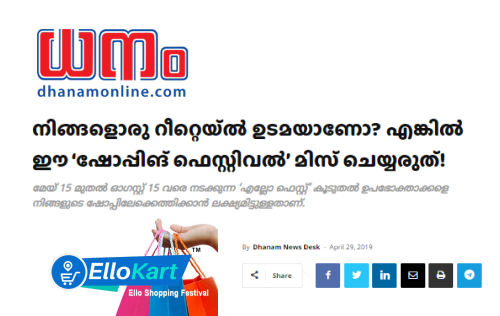 ധനം
dhanamonline.com
നിങ്ങളൊരു റീറ്റെയ്ൽ ഉടമയാണോ? എങ്കിൽ
ഈ ‘ഷോപ്പിങ് ഫെസ്റ്റിവൽ’ മിസ് ചെയ്യരുത്!
മേയ് 15 മുതൽ ഓഗസ്റ്റ് 15 വരെ നടക്കുന്ന 'എല്ലോ ഫെസ്റ്റ്' കൂടുതൽ ഉപഭോക്താക്കളെ
നിങ്ങളുടെ ഷോപ്പിലേക്കെത്തിക്കാൻ ലക്ഷ്യമിട്ടുള്ളതാണ്.
TM
ElloKart
Ello Shopping Festival
By Dhanam News Desk - April 29, 2019
Share